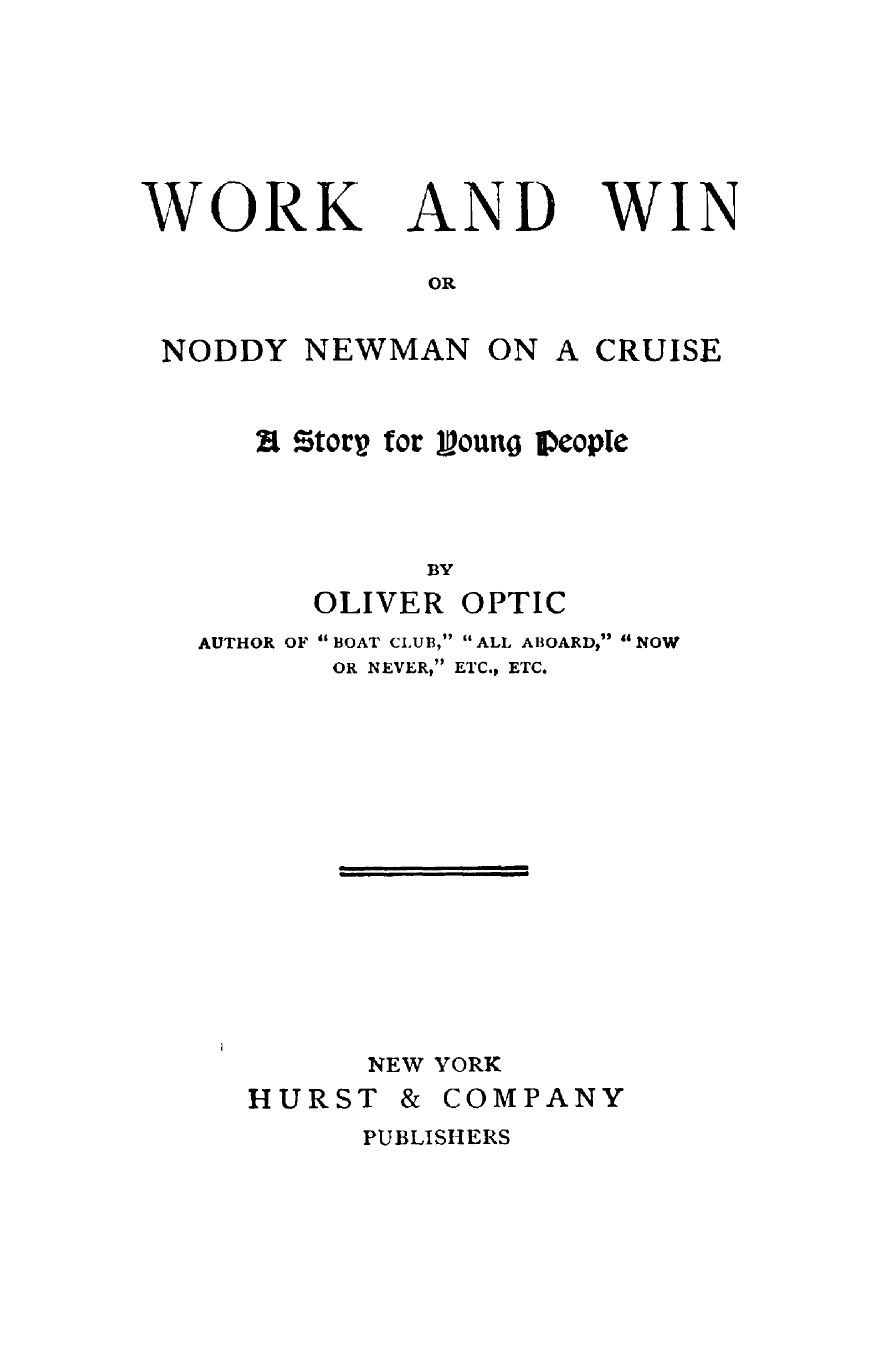 WORK AND WIN
OR
NODDY NEWMAN ON A CRUISE
A Story for Young People
BY
OLIVER OPTIC
AUTHOR OF “BOAT CLUB,” “ALL ABOARD,” “NOW
OR NEVER,” ETC., ETC.
NEW YORK
HURST & COMPANY
PUBLISHERS